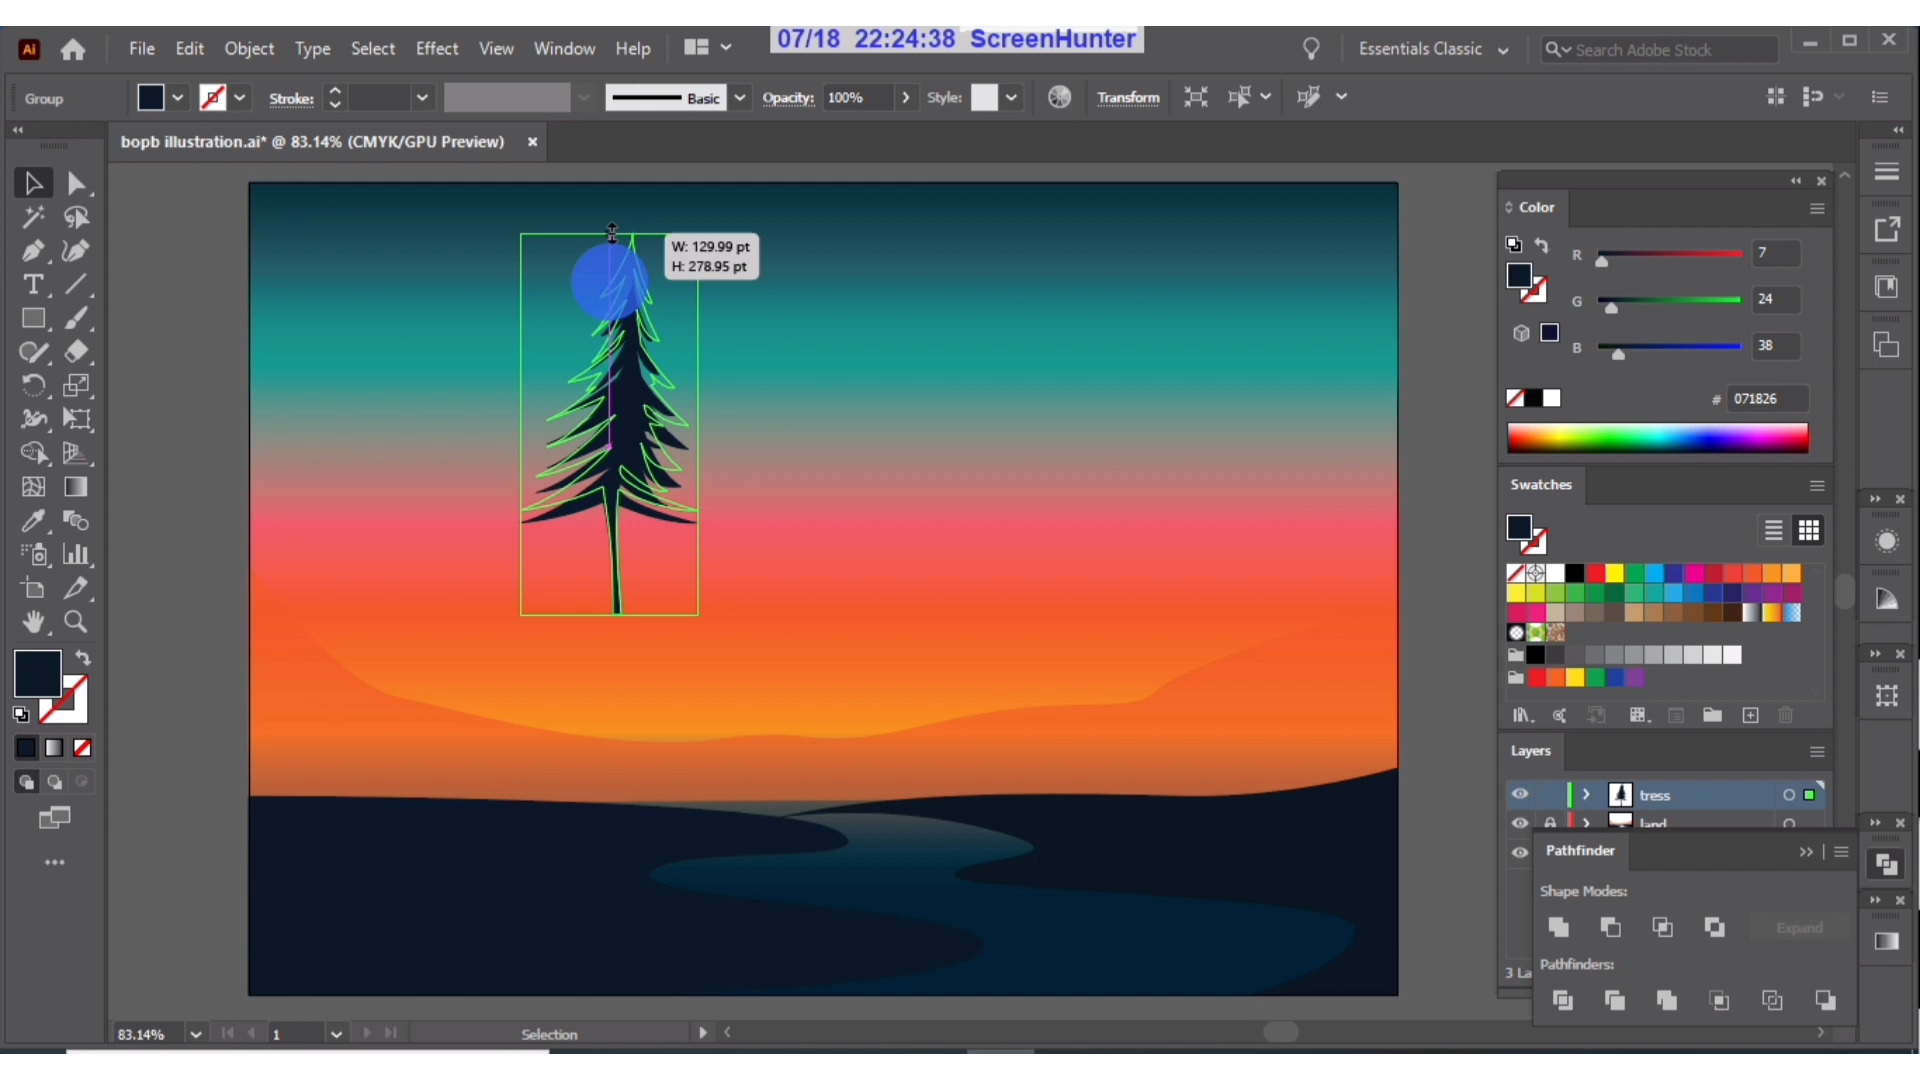 07/18 22:24:38 ScreenHunter
Ai File Edit Object Type Select Effect View Window Help Essentials Classic Search Adobe Stock
Group Stroke: Basic Opacity: 100% Style: Transform
bopb illustration.ai* @ 83.14% (CMYK/GPU Preview)
W: 129.99 pt
H: 278.95 pt
Color
R 7
G 24
B 38
# 071826
Swatches
Layers
tress
land
Pathfinder
Shape Modes:
Expand
Pathfinders:
3 La
83.14% 1 Selection